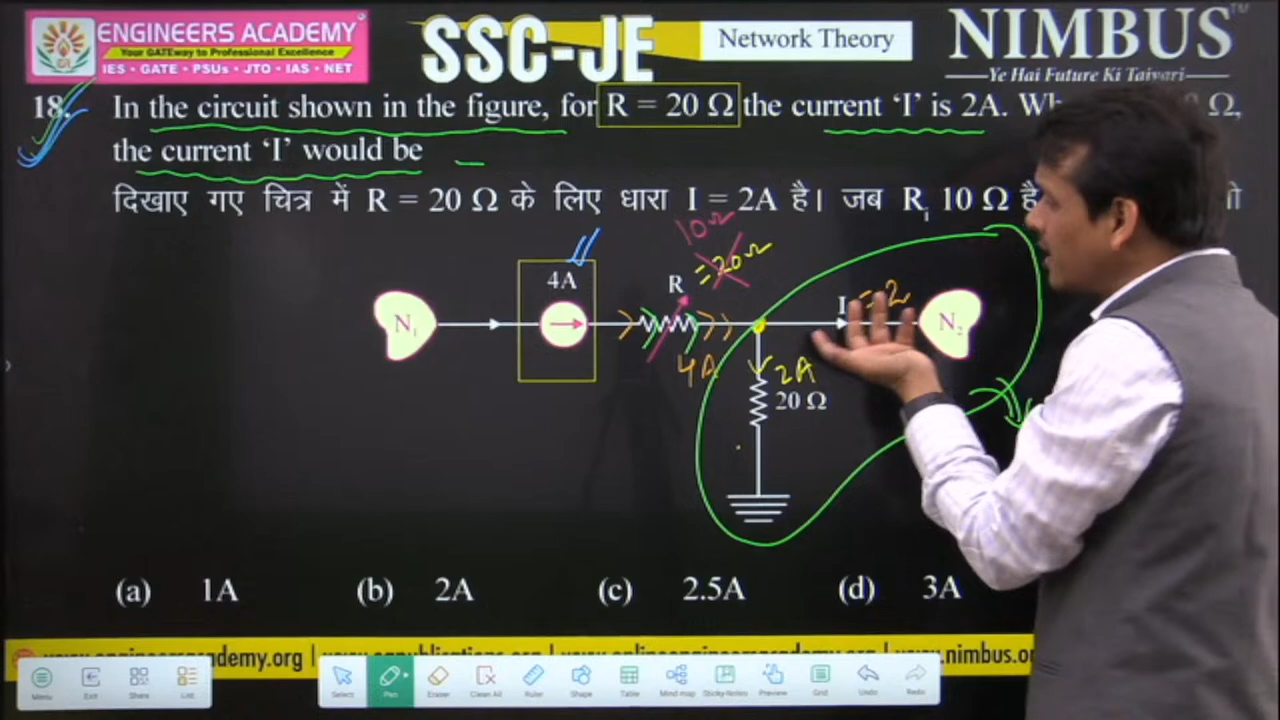 ENGINEERS ACADEMY
Your GATEway to Professional Excellence
IES • GATE • PSUs • JTO • IAS • NET
SSC-JE
Network Theory
NIMBUS™
Ye Hai Future Ki Taiyari
18. In the circuit shown in the figure, for R = 20 Ω the current ‘I’ is 2A. Ω,
the current ‘I’ would be
दिखाए गए चित्र में R = 20 Ω के लिए धारा I = 2A है। जब R, 10 Ω है
10Ω
=20Ω
4A
R
I
=2
N1
N2
4A
2A
20 Ω
(a) 1A (b) 2A (c) 2.5A (d) 3A
Menu Exit Share List Select Pen Eraser Clean All Ruler Shape Table Mind map Sticky-Notes Preview Grid Undo Redo